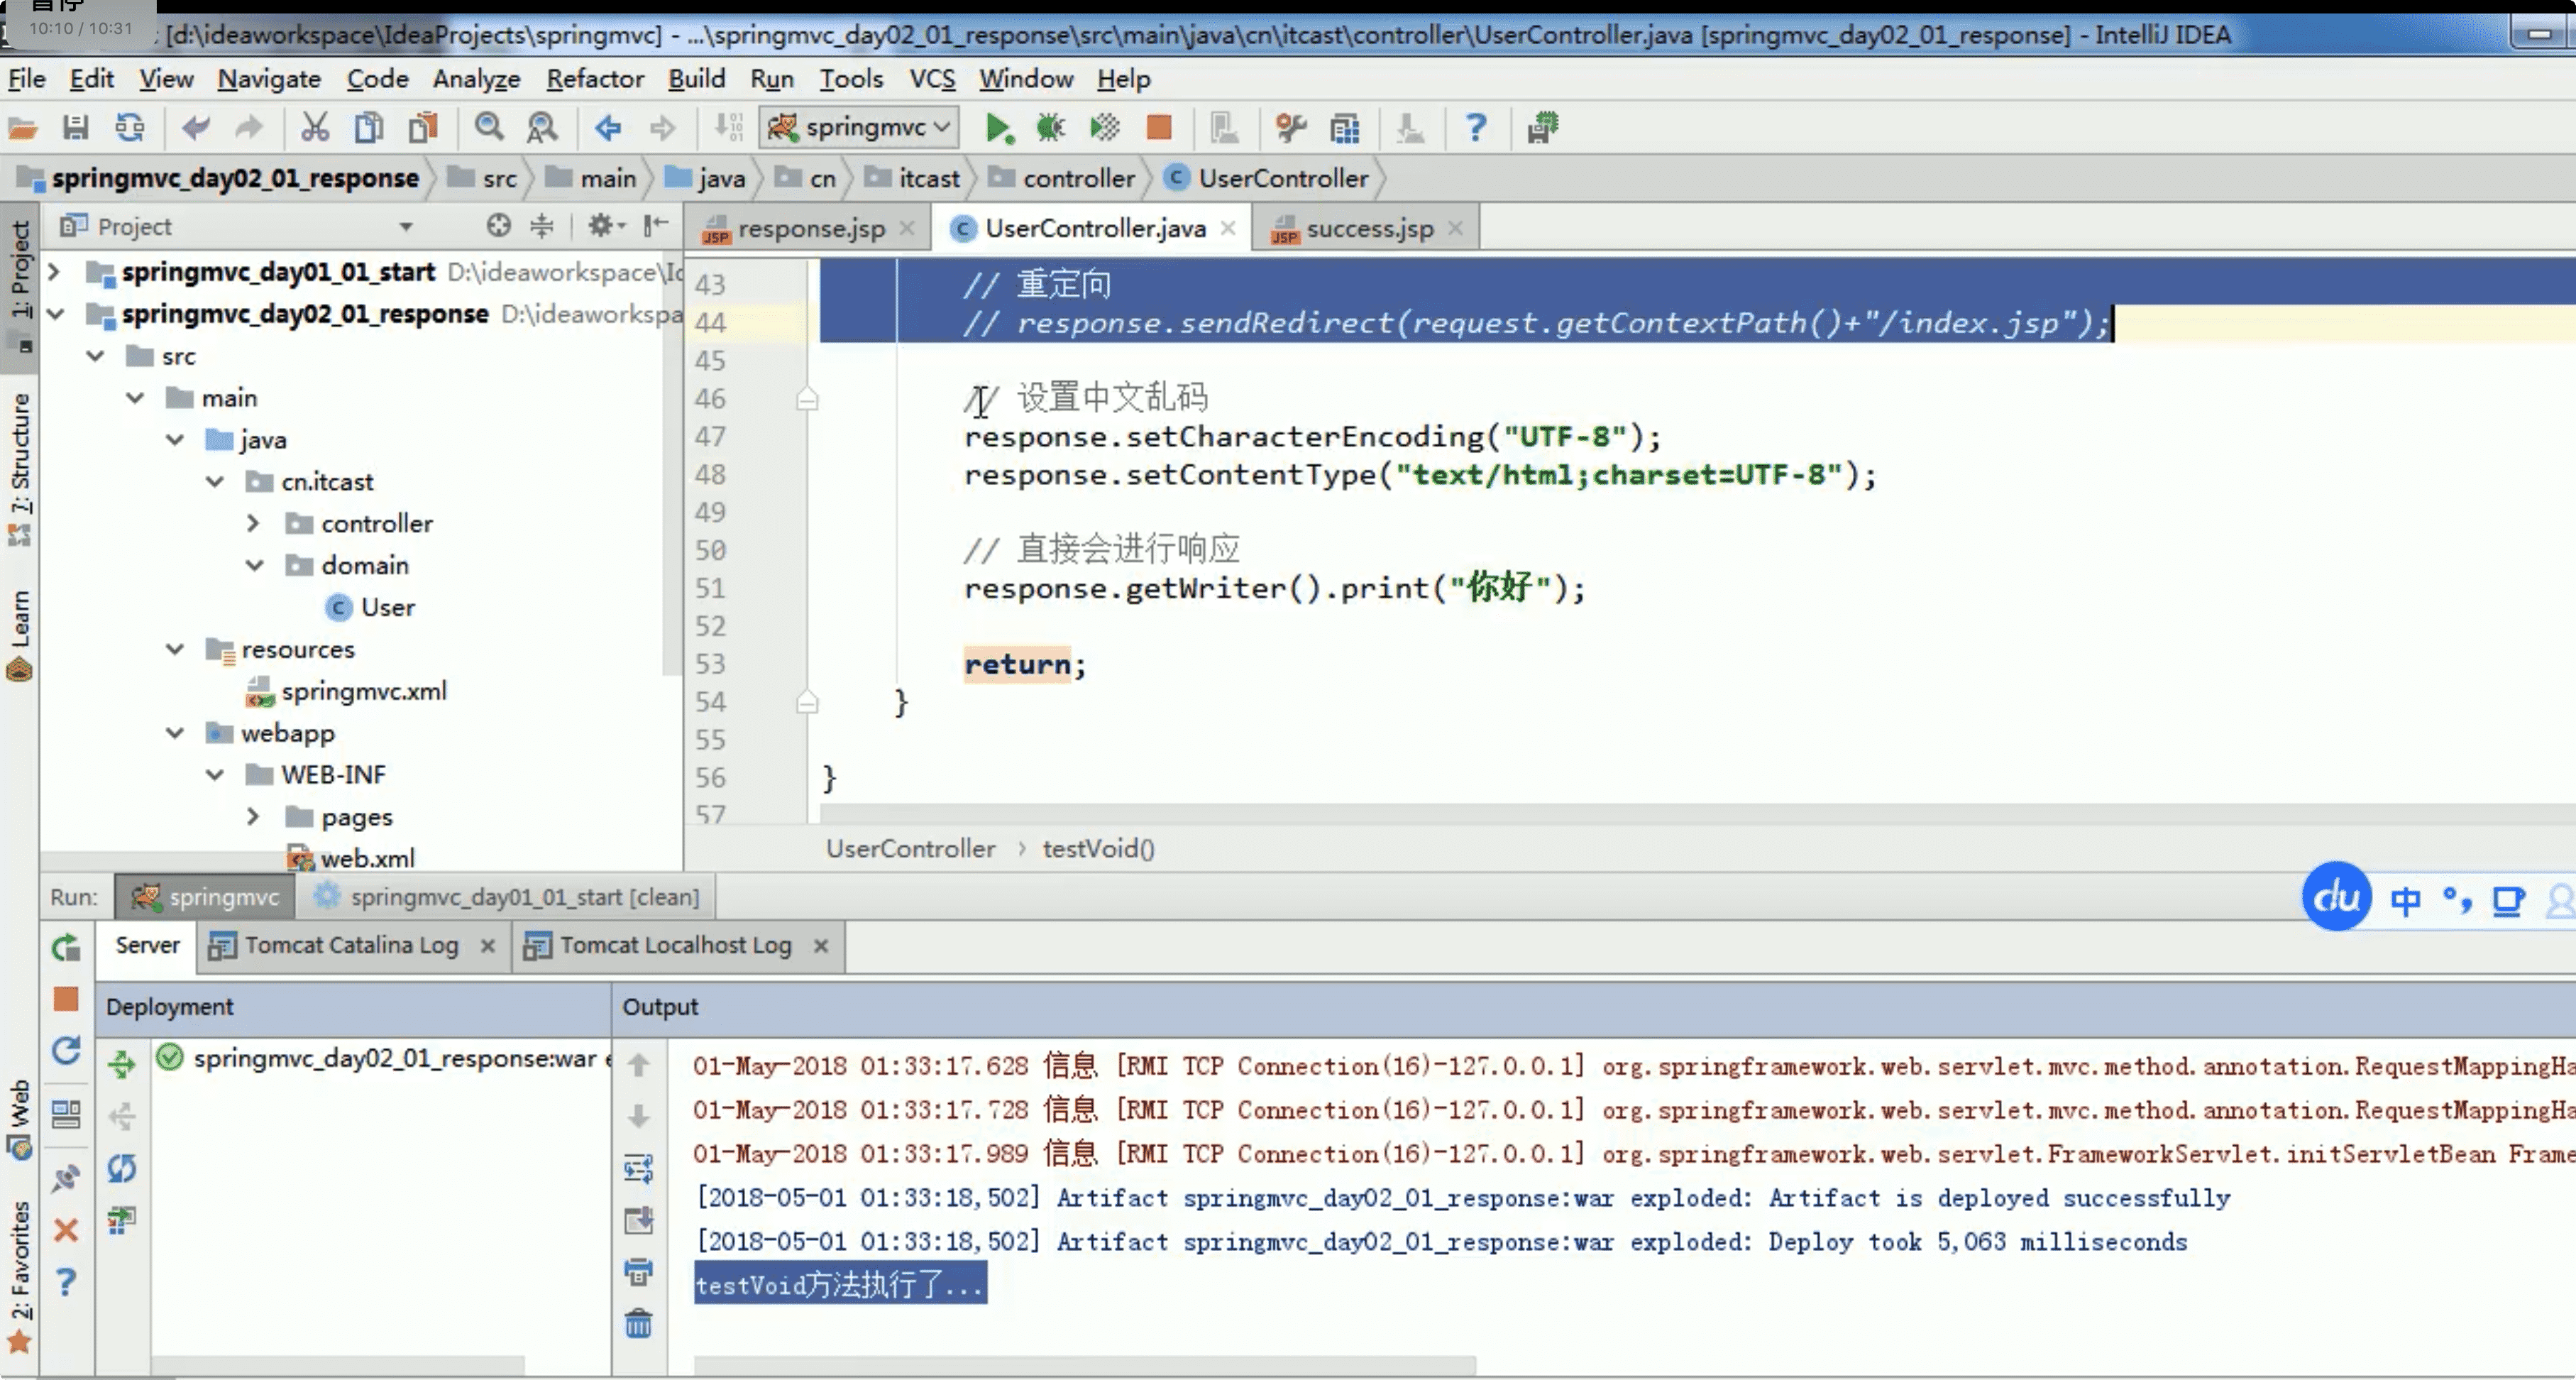 10:10 / 10:31
[d:\ideaworkspace\IdeaProjects\springmvc] - ...\springmvc_day02_01_response\src\main\java\cn\itcast\controller\UserController.java [springmvc_day02_01_response] - IntelliJ IDEA
File Edit View Navigate Code Analyze Refactor Build Run Tools VCS Window Help
springmvc
springmvc_day02_01_response src main java cn itcast controller UserController
Project
response.jsp UserController.java success.jsp
1: Project
7: Structure
Learn
Web
2: Favorites
springmvc_day01_01_start D:\ideaworkspace\Id
springmvc_day02_01_response D:\ideaworkspa
src
main
java
cn.itcast
controller
domain
User
resources
springmvc.xml
webapp
WEB-INF
pages
web.xml
43 // 重定向
44 // response.sendRedirect(request.getContextPath()+"/index.jsp");
45
46 // 设置中文乱码
47 response.setCharacterEncoding("UTF-8");
48 response.setContentType("text/html;charset=UTF-8");
49
50 // 直接会进行响应
51 response.getWriter().print("你好");
52
53 return;
54 }
55
56 }
57
UserController › testVoid()
Run: springmvc springmvc_day01_01_start [clean]
du 中
Server Tomcat Catalina Log Tomcat Localhost Log
Deployment Output
springmvc_day02_01_response:war e
01-May-2018 01:33:17.628 信息 [RMI TCP Connection(16)-127.0.0.1] org.springframework.web.servlet.mvc.method.annotation.RequestMappingHa
01-May-2018 01:33:17.728 信息 [RMI TCP Connection(16)-127.0.0.1] org.springframework.web.servlet.mvc.method.annotation.RequestMappingHa
01-May-2018 01:33:17.989 信息 [RMI TCP Connection(16)-127.0.0.1] org.springframework.web.servlet.FrameworkServlet.initServletBean Frame
[2018-05-01 01:33:18,502] Artifact springmvc_day02_01_response:war exploded: Artifact is deployed successfully
[2018-05-01 01:33:18,502] Artifact springmvc_day02_01_response:war exploded: Deploy took 5,063 milliseconds
testVoid方法执行了...